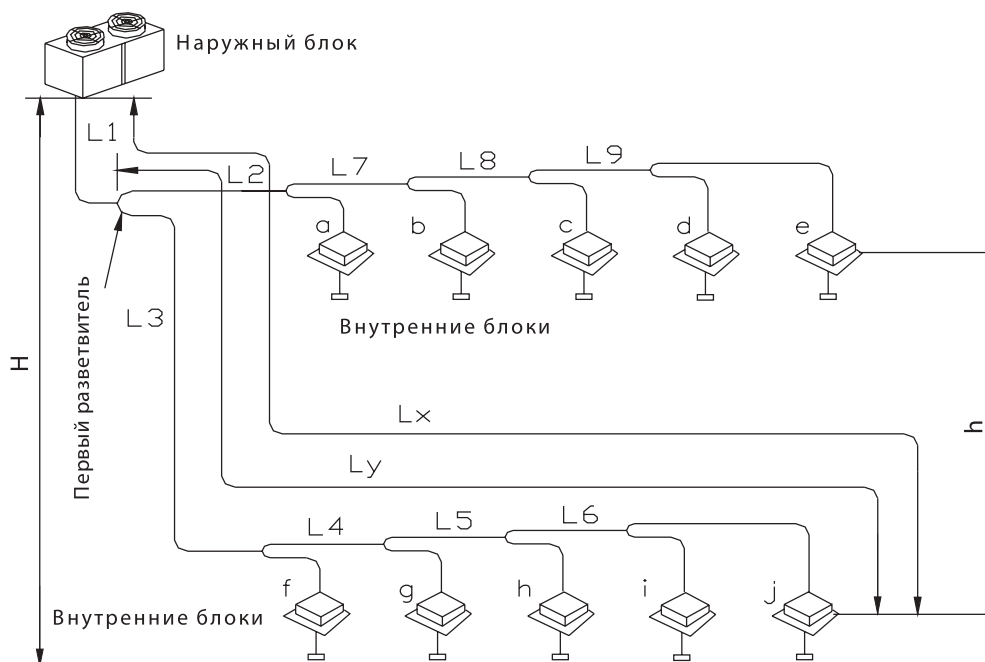 Наружный блок
L1
L2
L7
L8
L9
a
b
c
d
e
L3
Внутренние блоки
Первый разветвитель
H
h
Lx
Ly
L4
L5
L6
f
g
h
i
j
Внутренние блоки